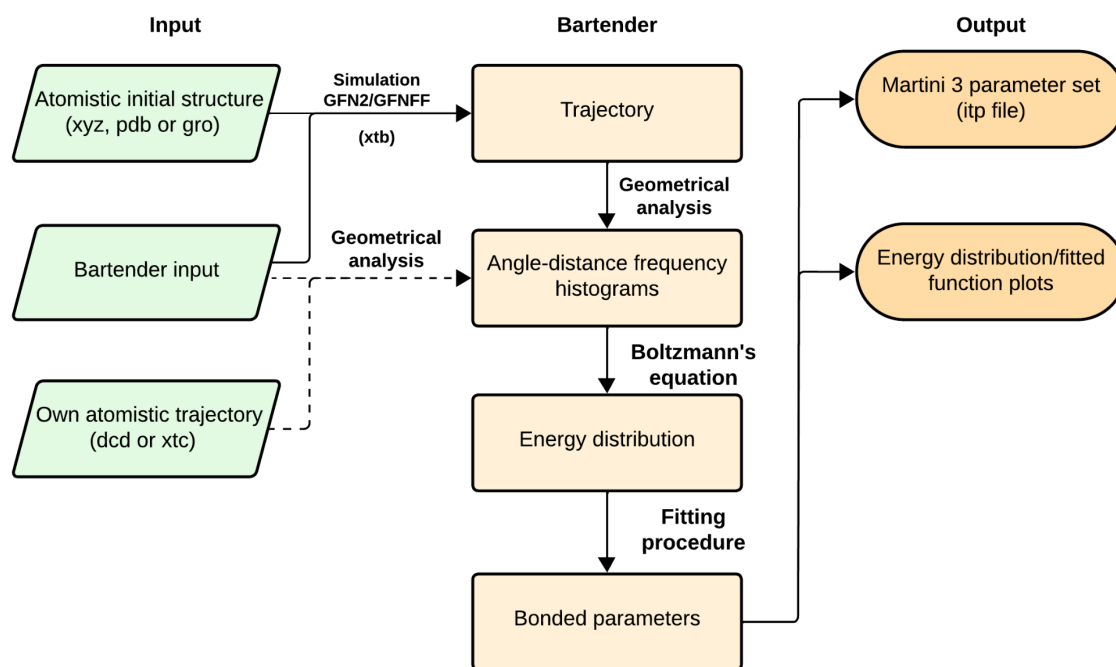 Input
Bartender
Output
Atomistic initial structure
(xyz, pdb or gro)
Simulation
GFN2/GFNFF
(xtb)
Trajectory
Martini 3 parameter set
(itp file)
Geometrical
analysis
Bartender input
Geometrical
analysis
Angle-distance frequency
histograms
Energy distribution/fitted
function plots
Boltzmann's
equation
Own atomistic trajectory
(dcd or xtc)
Energy distribution
Fitting
procedure
Bonded parameters